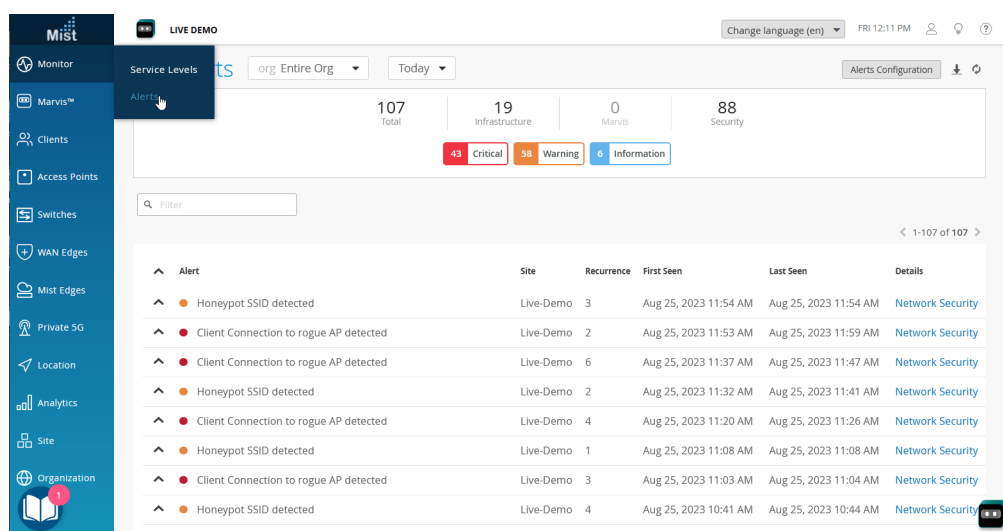 Mist
LIVE DEMO
Change language (en)
FRI 12:11 PM
Monitor
Marvis™
Clients
Access Points
Switches
WAN Edges
Mist Edges
Private 5G
Location
Analytics
Site
Organization
1
Service Levels
Alerts
ts
org Entire Org
Today
Alerts Configuration
107
Total
19
Infrastructure
0
Marvis
88
Security
43 Critical
58 Warning
6 Information
Filter
1-107 of 107
Alert Site Recurrence First Seen Last Seen Details
Honeypot SSID detected Live-Demo 3 Aug 25, 2023 11:54 AM Aug 25, 2023 11:54 AM Network Security
Client Connection to rogue AP detected Live-Demo 2 Aug 25, 2023 11:53 AM Aug 25, 2023 11:59 AM Network Security
Client Connection to rogue AP detected Live-Demo 6 Aug 25, 2023 11:37 AM Aug 25, 2023 11:47 AM Network Security
Honeypot SSID detected Live-Demo 2 Aug 25, 2023 11:32 AM Aug 25, 2023 11:41 AM Network Security
Client Connection to rogue AP detected Live-Demo 4 Aug 25, 2023 11:20 AM Aug 25, 2023 11:26 AM Network Security
Honeypot SSID detected Live-Demo 1 Aug 25, 2023 11:08 AM Aug 25, 2023 11:08 AM Network Security
Client Connection to rogue AP detected Live-Demo 3 Aug 25, 2023 11:03 AM Aug 25, 2023 11:04 AM Network Security
Honeypot SSID detected Live-Demo 4 Aug 25, 2023 10:41 AM Aug 25, 2023 10:44 AM Network Security